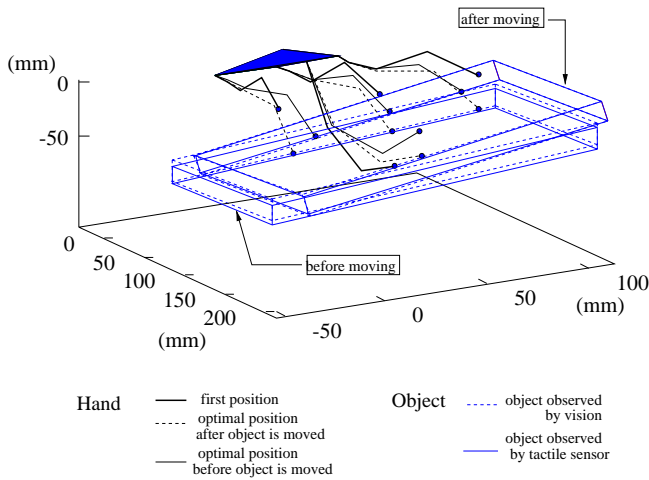 after moving
(mm)
0
-50
0
50
100
150
200
(mm)
before moving
-50
0
50
100
(mm)
Hand
first position
optimal position
after object is moved
optimal position
before object is moved
Object
object observed
by vision
object observed
by tactile sensor